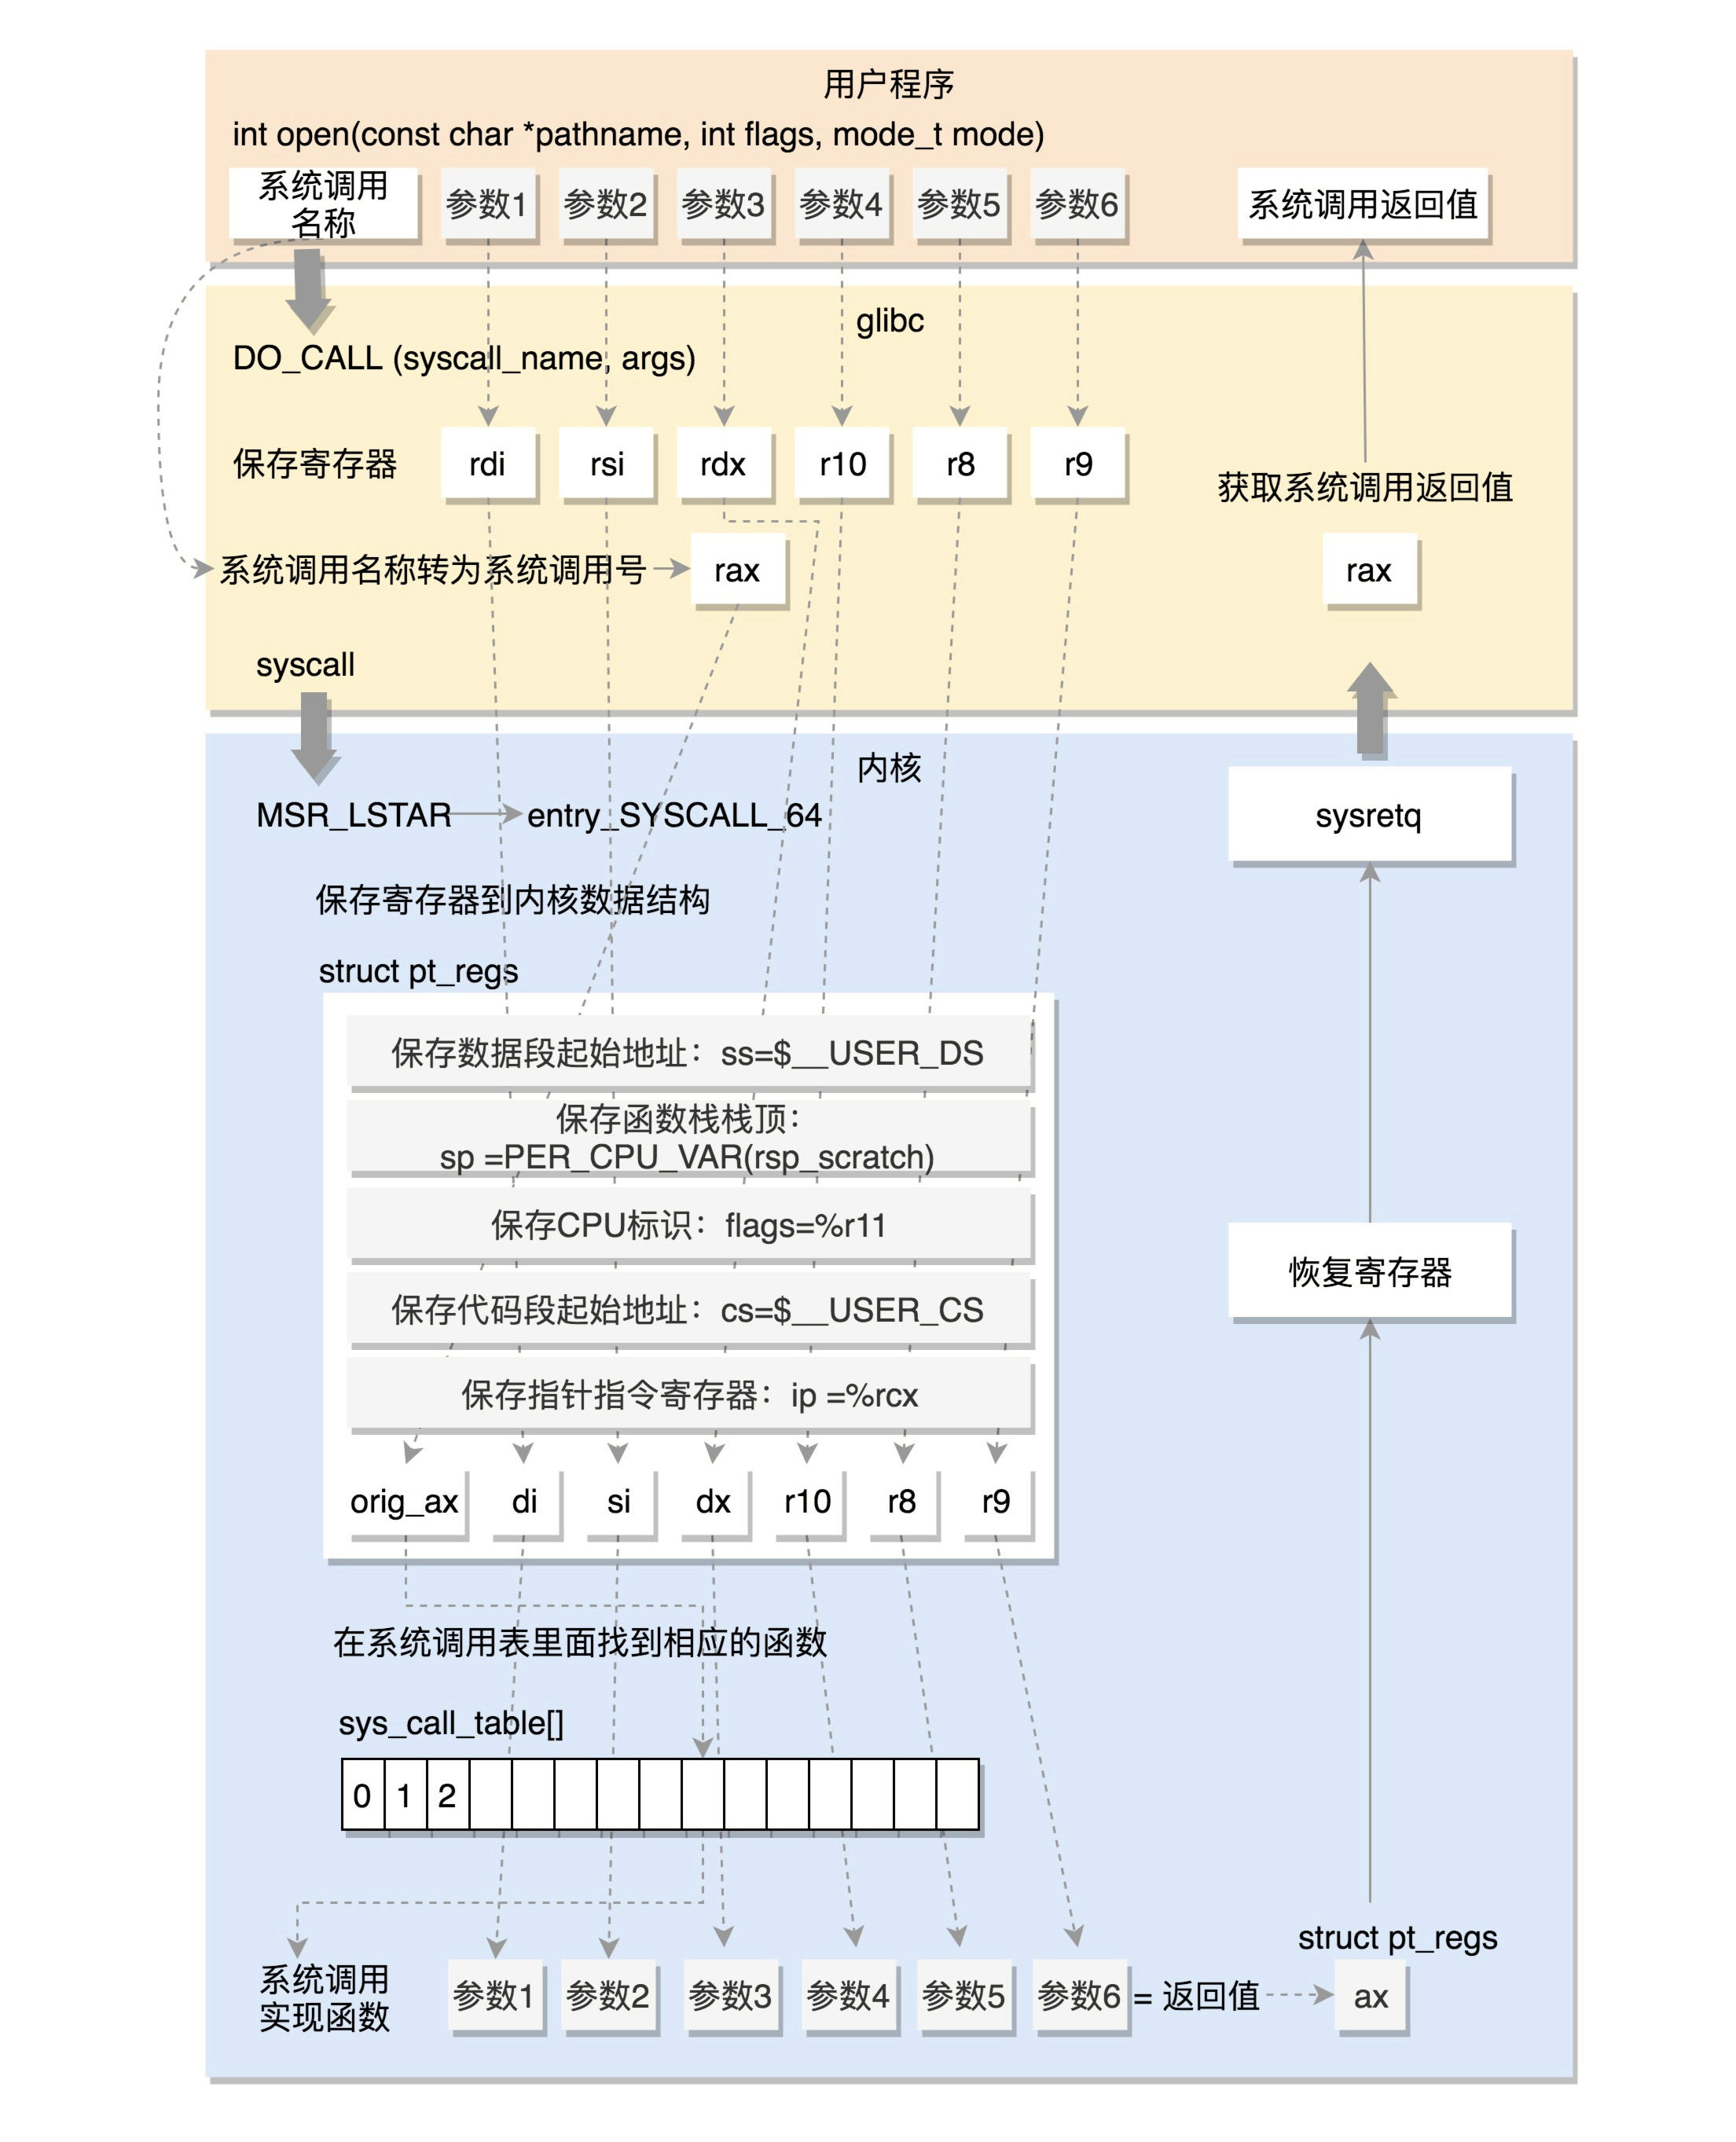 用户程序
int open(const char *pathname, int flags, mode_t mode)
系统调用
名称
参数1
参数2
参数3
参数4
参数5
参数6
系统调用返回值
glibc
DO_CALL (syscall_name, args)
保存寄存器
rdi
rsi
rdx
r10
r8
r9
获取系统调用返回值
系统调用名称转为系统调用号
rax
rax
syscall
内核
MSR_LSTAR
entry_SYSCALL_64
sysretq
保存寄存器到内核数据结构
struct pt_regs
保存数据段起始地址：ss=$__USER_DS
保存函数栈栈顶：
sp =PER_CPU_VAR(rsp_scratch)
保存CPU标识：flags=%r11
保存代码段起始地址：cs=$__USER_CS
恢复寄存器
保存指针指令寄存器：ip =%rcx
orig_ax
di
si
dx
r10
r8
r9
在系统调用表里面找到相应的函数
sys_call_table[]
0
1
2
struct pt_regs
系统调用
实现函数
参数1
参数2
参数3
参数4
参数5
参数6
= 返回值
ax